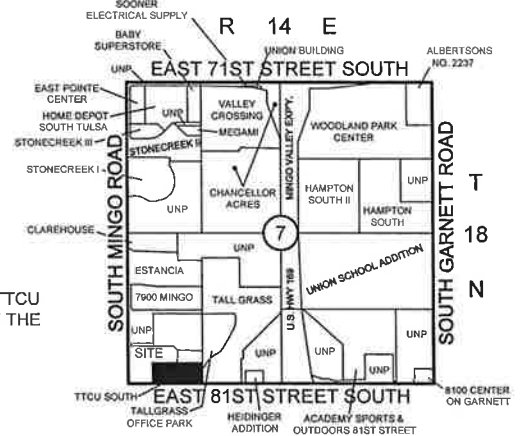 SOONER
ELECTRICAL SUPPLY
R 14 E
BABY
SUPERSTORE
UNION BUILDING
ALBERTSONS
NO. 2237
UNP
EAST 71ST STREET SOUTH
EAST POINTE
CENTER
HOME DEPOT
SOUTH TULSA
UNP
VALLEY
CROSSING
MEGAMI
STONECREEK III
STONECREEK II
WOODLAND PARK
CENTER
MINGO VALLEY EXPY.
STONECREEK I
CHANCELLOR
ACRES
HAMPTON
SOUTH II
UNP
HAMPTON
SOUTH
UNP
SOUTH MINGO ROAD
SOUTH GARNETT ROAD
T
18
N
CLAREHOUSE
UNP
7
ESTANCIA
UNION SCHOOL ADDITION
7900 MINGO
TALL GRASS
U.S. HWY 169
TCU
THE
UNP
SITE
UNP
UNP
UNP
UNP
TTCU SOUTH
EAST 81ST STREET SOUTH
8100 CENTER
ON GARNETT
TALLGRASS
OFFICE PARK
HEIDINGER
ADDITION
ACADEMY SPORTS &
OUTDOORS 81ST STREET